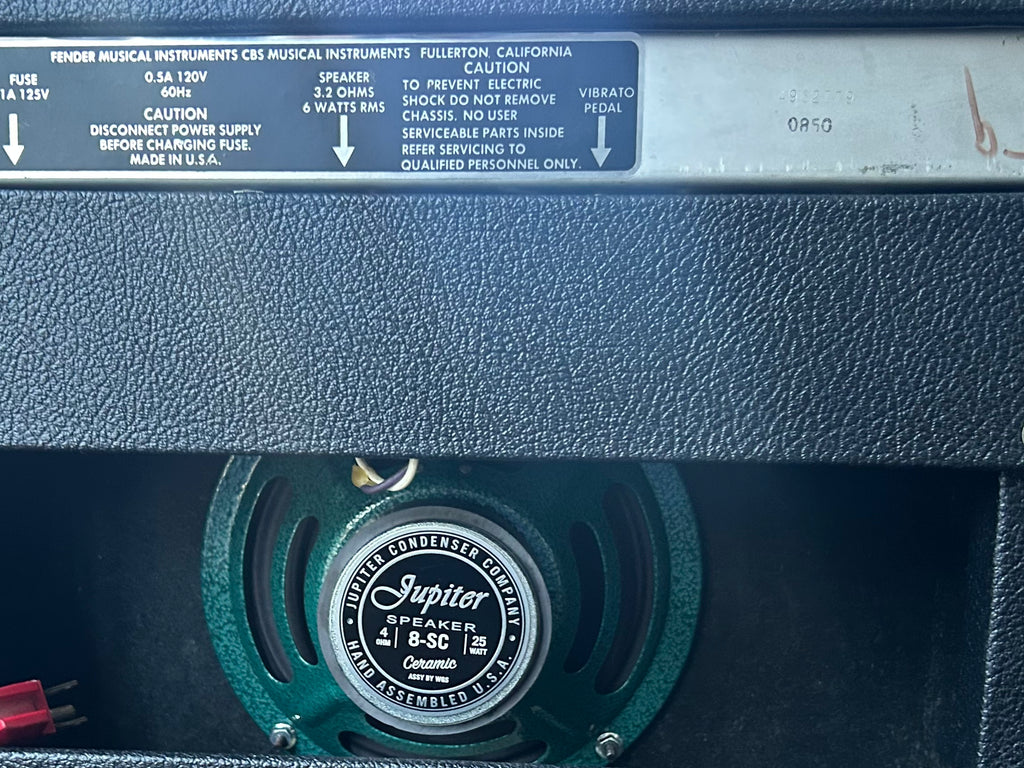 FENDER MUSICAL INSTRUMENTS CBS MUSICAL INSTRUMENTS FULLERTON, CALIFORNIA
FUSE
1A 125V
0.5A 120V
60Hz
CAUTION
DISCONNECT POWER SUPPLY
BEFORE CHANGING FUSE.
MADE IN U.S.A.
SPEAKER
3.2 OHMS
6 WATTS RMS
CAUTION
TO PREVENT ELECTRIC
SHOCK DO NOT REMOVE
CHASSIS. NO USER
SERVICEABLE PARTS INSIDE
REFER SERVICING TO
QUALIFIED PERSONNEL ONLY.
VIBRATO
PEDAL
0850
JUPITER CONDENSER COMPANY
Jupiter
SPEAKER
4 OHM
8-SC
25 WATT
Ceramic
ASSY BY WGS
HAND ASSEMBLED U.S.A.